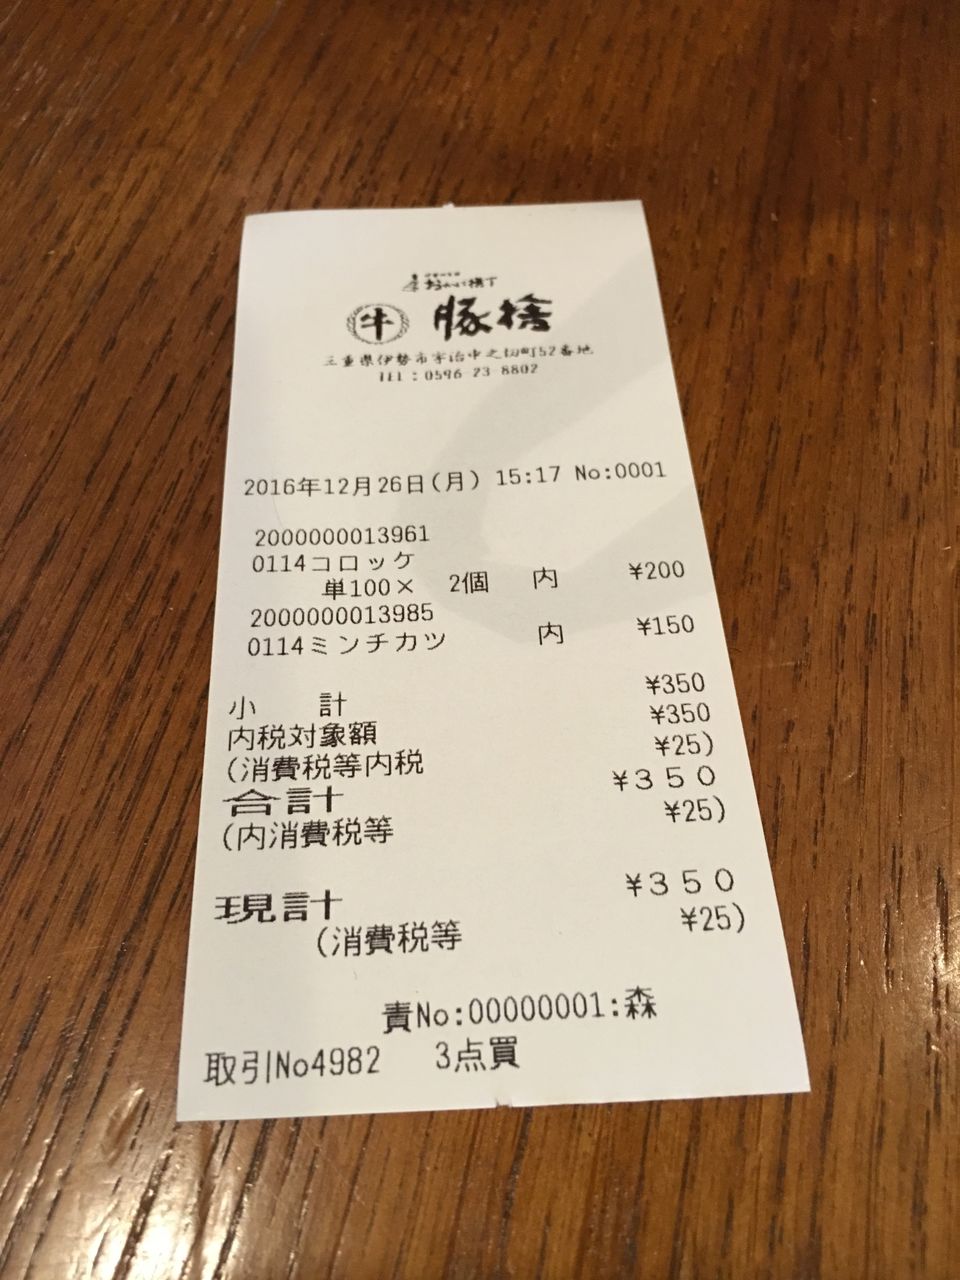 おかげ横丁
牛 豚捨
三重県伊勢市宇治中之切町52番地
TEL：0596-23-8802
2016年12月26日(月) 15:17 No:0001
2000000013961
0114コロッケ
単100× 2個 内 ¥200
2000000013985
0114ミンチカツ 内 ¥150
小 計 ¥350
内税対象額 ¥350
(消費税等内税 ¥25)
合計 ¥350
(内消費税等 ¥25)
現計 ¥350
(消費税等 ¥25)
責No:00000001:森
取引No4982 3点買